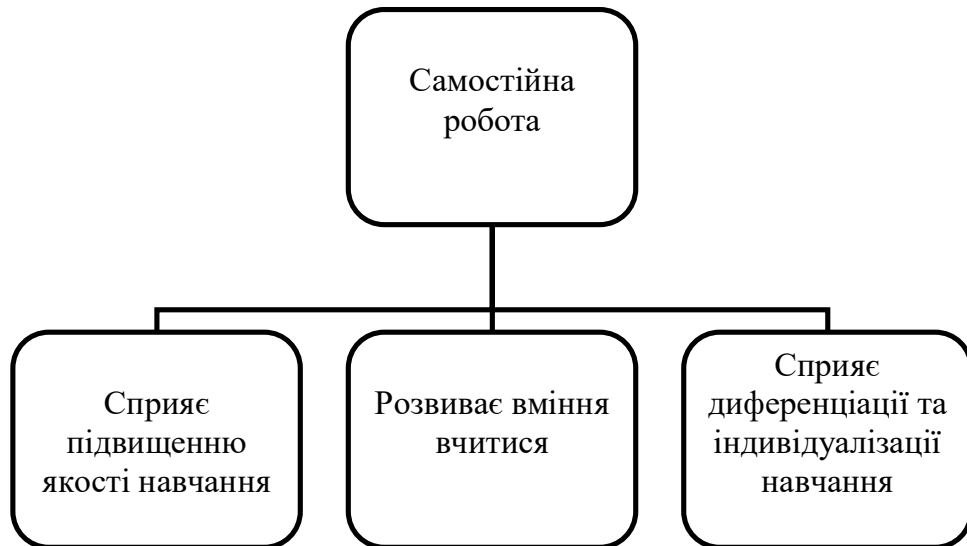 Самостійна
робота
Сприяє
підвищенню
якості навчання
Розвиває вміння
вчитися
Сприяє
диференціації та
індивідуалізації
навчання